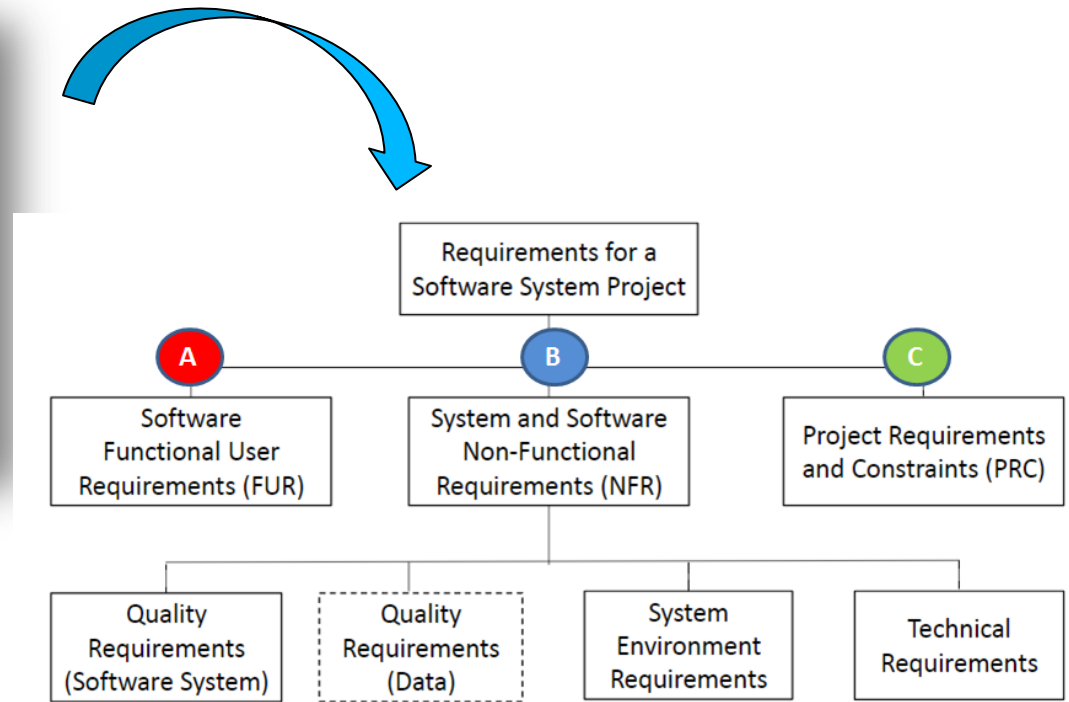 Requirements for a
Software System Project
A
B
C
Software
Functional User
Requirements (FUR)
System and Software
Non-Functional
Requirements (NFR)
Project Requirements
and Constraints (PRC)
Quality
Requirements
(Software System)
Quality
Requirements
(Data)
System
Environment
Requirements
Technical
Requirements